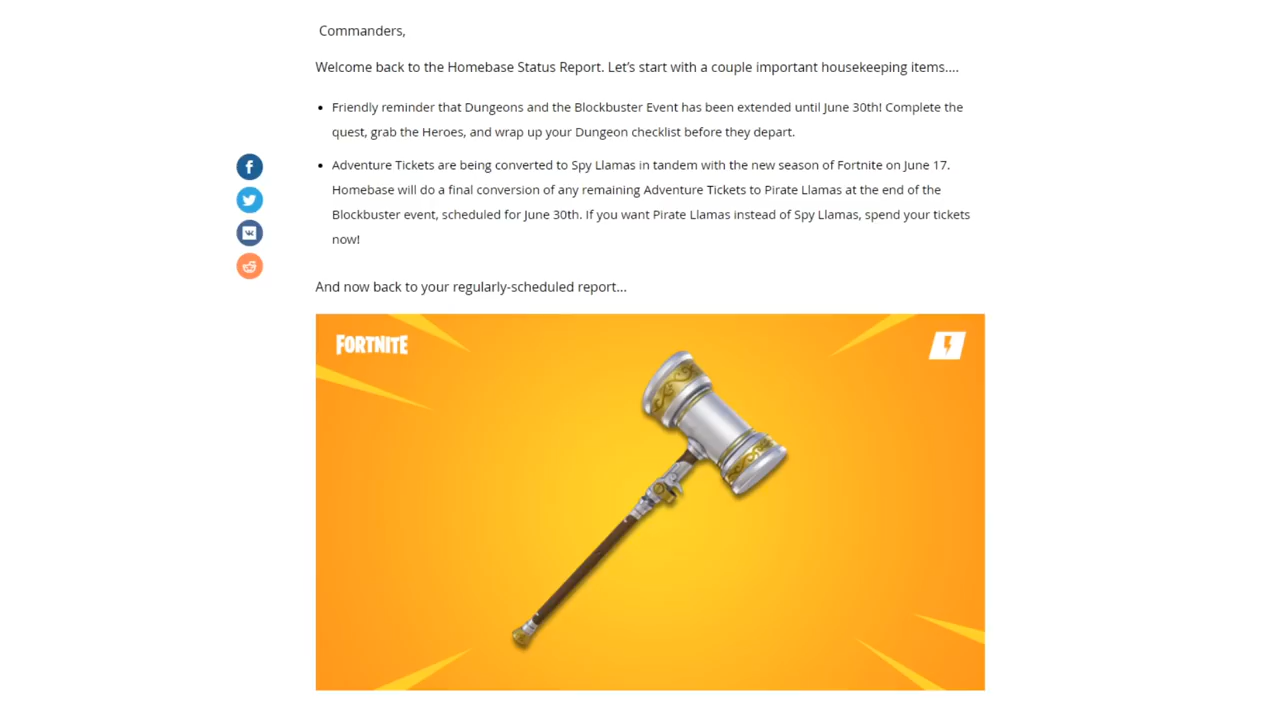 Commanders,
Welcome back to the Homebase Status Report. Let’s start with a couple important housekeeping items....
• Friendly reminder that Dungeons and the Blockbuster Event has been extended until June 30th! Complete the
quest, grab the Heroes, and wrap up your Dungeon checklist before they depart.
• Adventure Tickets are being converted to Spy Llamas in tandem with the new season of Fortnite on June 17.
Homebase will do a final conversion of any remaining Adventure Tickets to Pirate Llamas at the end of the
Blockbuster event, scheduled for June 30th. If you want Pirate Llamas instead of Spy Llamas, spend your tickets
now!
And now back to your regularly-scheduled report...
FORTNITE